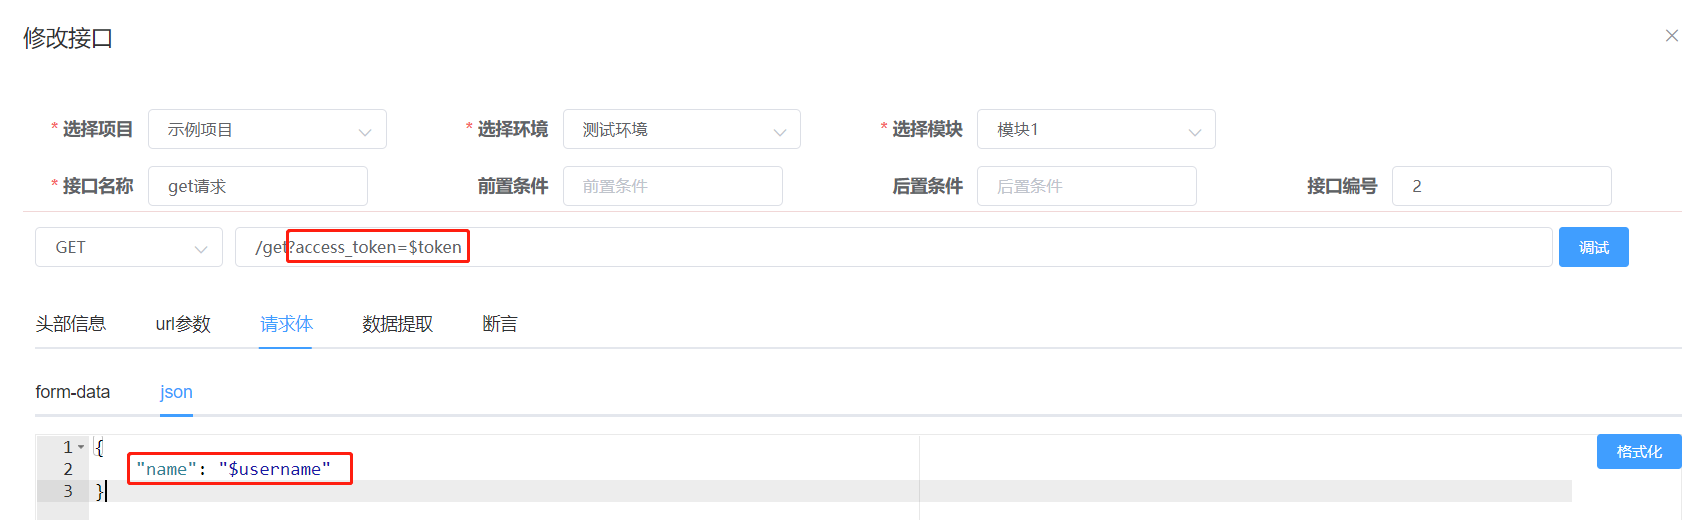 修改接口
* 选择项目 示例项目 * 选择环境 测试环境 * 选择模块 模块1
* 接口名称 get请求 前置条件 前置条件 后置条件 后置条件 接口编号 2
GET /get?access_token=$token 调试
头部信息 url参数 请求体 数据提取 断言
form-data json
1 { 格式化
2 "name": "$username"
3 }